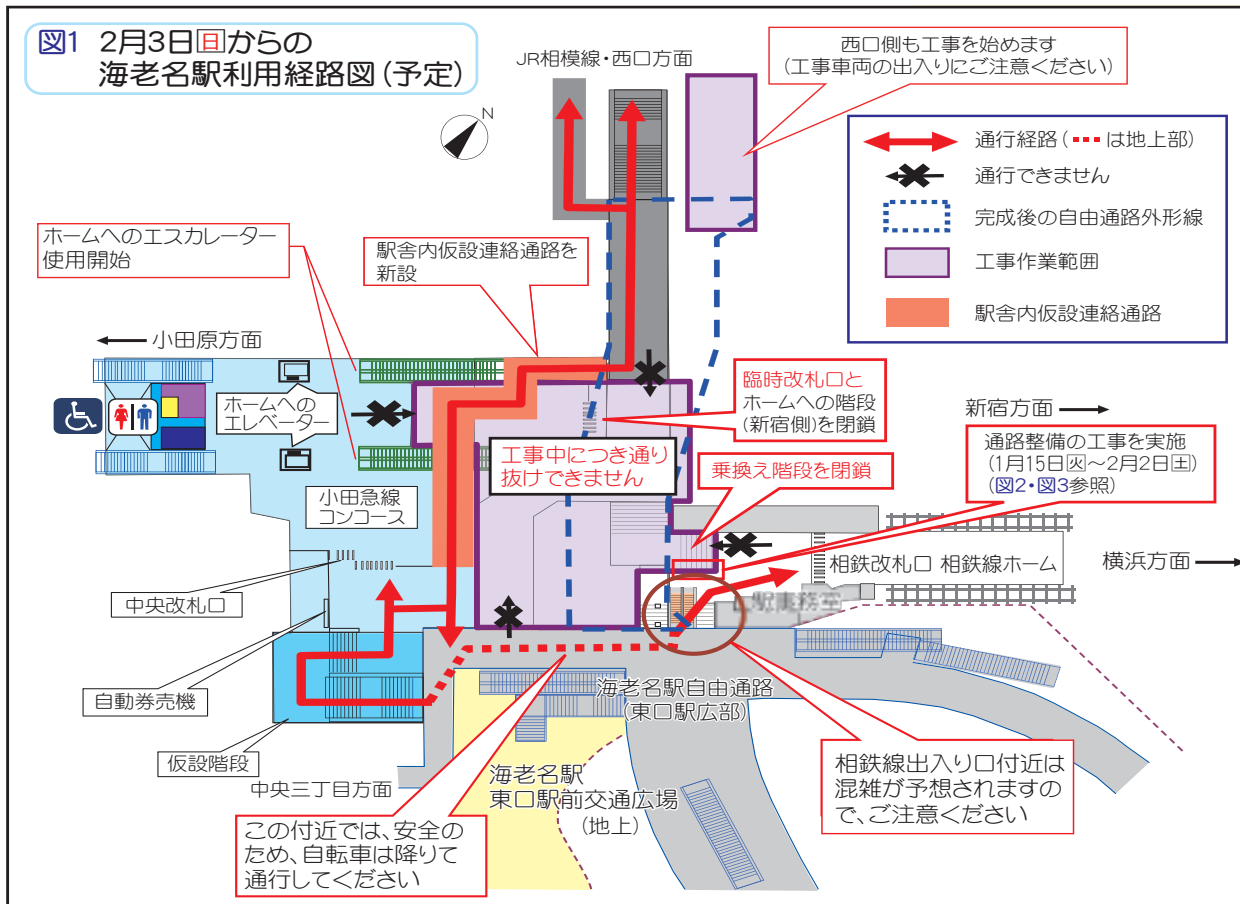 図1 2月3日日からの
海老名駅利用経路図(予定)
JR相模線・西口方面
西口側も工事を始めます
(工事車両の出入りにご注意ください)
N
通行経路(---は地上部)
通行できません
完成後の自由通路外形線
工事作業範囲
駅舎内仮設連絡通路
ホームへのエスカレーター
使用開始
駅舎内仮設連絡通路を
新設
← 小田原方面
ホームへの
エレベーター
臨時改札口と
ホームへの階段
(新宿側)を閉鎖
新宿方面 →
工事中につき通り
抜けできません
乗換え階段を閉鎖
通路整備の工事を実施
(1月15日火～2月2日土)
(図2・図3参照)
小田急線
コンコース
相鉄改札口 相鉄線ホーム
横浜方面 →
中央改札口
駅事務室
自動券売機
仮設階段
海老名駅自由通路
(東口駅広部)
中央三丁目方面
海老名駅
東口駅前交通広場
(地上)
相鉄線出入り口付近は
混雑が予想されますの
で、ご注意ください
この付近では、安全の
ため、自転車は降りて
通行してください